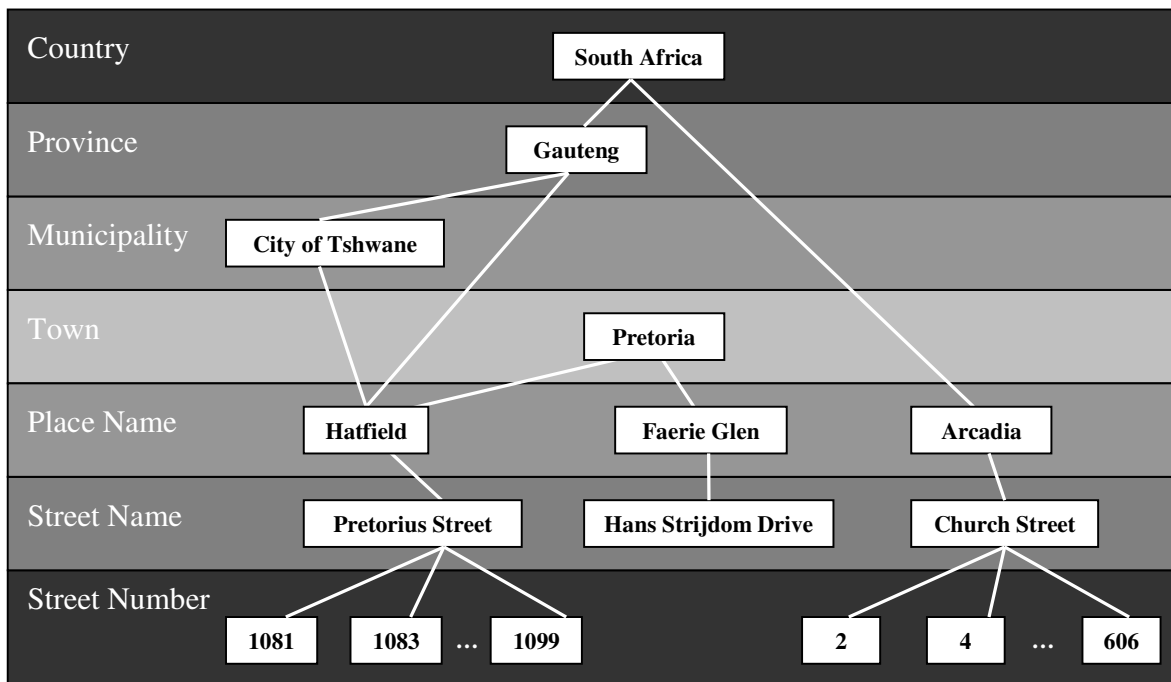 Country
South Africa
Province
Gauteng
Municipality
City of Tshwane
Town
Pretoria
Place Name
Hatfield
Faerie Glen
Arcadia
Street Name
Pretorius Street
Hans Strijdom Drive
Church Street
Street Number
1081
1083
...
1099
2
4
...
606